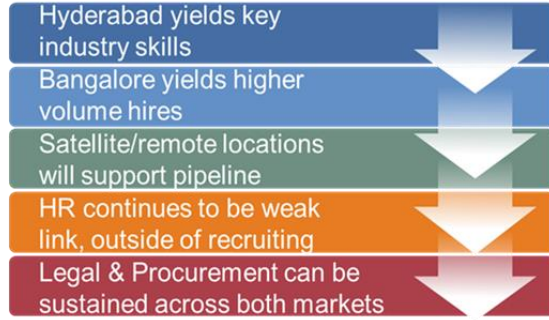 Hyderabad yields key
industry skills
Bangalore yields higher
volume hires
Satellite/remote locations
will support pipeline
HR continues to be weak
link, outside of recruiting
Legal & Procurement can be
sustained across both markets